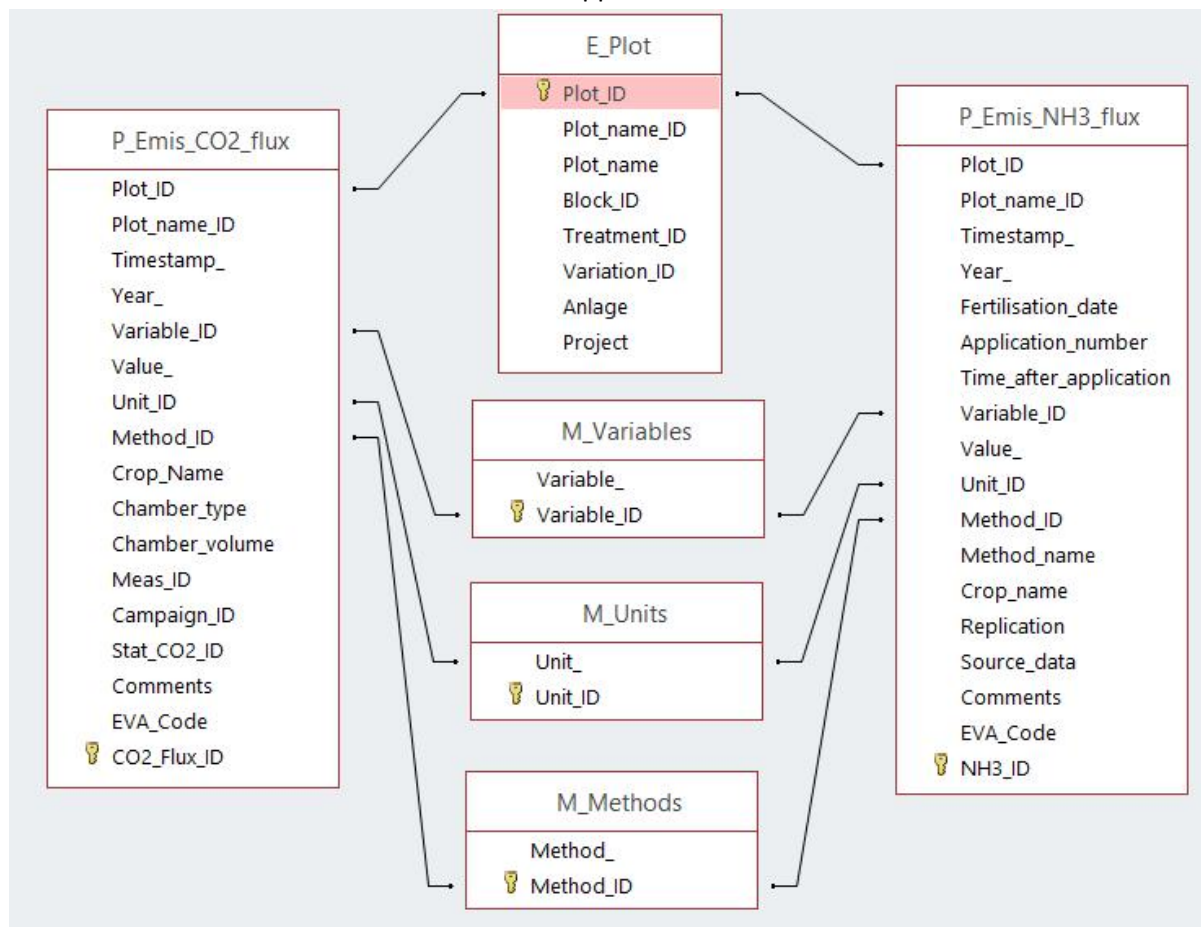 E_Plot
Plot_ID
Plot_name_ID
Plot_name
Block_ID
Treatment_ID
Variation_ID
Anlage
Project
P_Emis_CO2_flux
Plot_ID
Plot_name_ID
Timestamp_
Year_
Variable_ID
Value_
Unit_ID
Method_ID
Crop_Name
Chamber_type
Chamber_volume
Meas_ID
Campaign_ID
Stat_CO2_ID
Comments
EVA_Code
CO2_Flux_ID
M_Variables
Variable_
Variable_ID
M_Units
Unit_
Unit_ID
M_Methods
Method_
Method_ID
P_Emis_NH3_flux
Plot_ID
Plot_name_ID
Timestamp_
Year_
Fertilisation_date
Application_number
Time_after_application
Variable_ID
Value_
Unit_ID
Method_ID
Method_name
Crop_name
Replication
Source_data
Comments
EVA_Code
NH3_ID